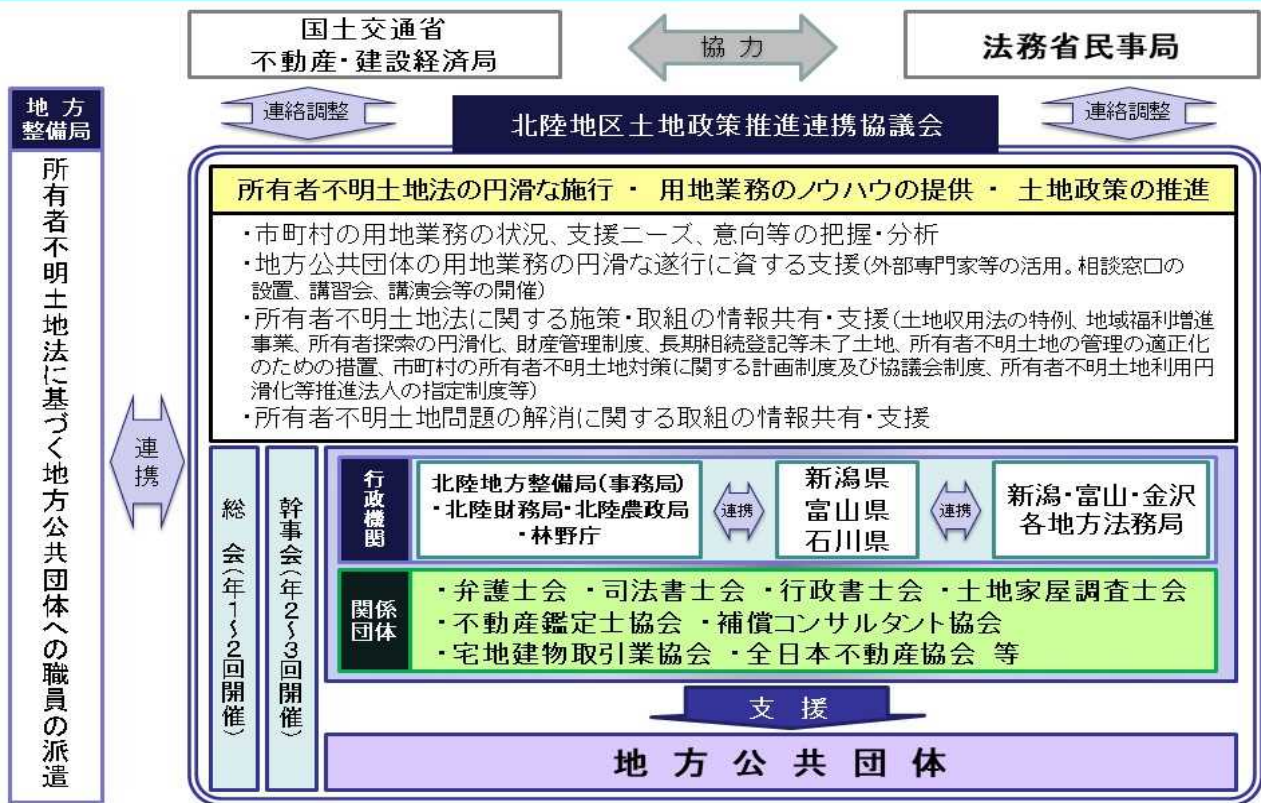 国土交通省
不動産・建設経済局
協力
法務省民事局
連絡調整
北陸地区土地政策推進連携協議会
連絡調整
地方
整備局
所有者不明土地法に基づく地方公共団体への職員の派遣
連携
所有者不明土地法の円滑な施行 ・ 用地業務のノウハウの提供 ・ 土地政策の推進
・市町村の用地業務の状況、支援ニーズ、意向等の把握・分析
・地方公共団体の用地業務の円滑な遂行に資する支援(外部専門家等の活用。相談窓口の
設置、講習会、講演会等の開催)
・所有者不明土地法に関する施策・取組の情報共有・支援(土地収用法の特例、地域福利増進
事業、所有者探索の円滑化、財産管理制度、長期相続登記等未了土地、所有者不明土地の管理の適正化
のための措置、市町村の所有者不明土地対策に関する計画制度及び協議会制度、所有者不明土地利用円
滑化等推進法人の指定制度等)
・所有者不明土地問題の解消に関する取組の情報共有・支援
総 会(年1~2回開催)
幹事会(年2~3回開催)
行政機関
北陸地方整備局(事務局)
・北陸財務局・北陸農政局
・林野庁
連携
新潟県
富山県
石川県
連携
新潟・富山・金沢
各地方法務局
関係
団体
・弁護士会 ・司法書士会 ・行政書士会 ・土地家屋調査士会
・不動産鑑定士協会 ・補償コンサルタント協会
・宅地建物取引業協会 ・全日本不動産協会 等
支 援
地方公共団体